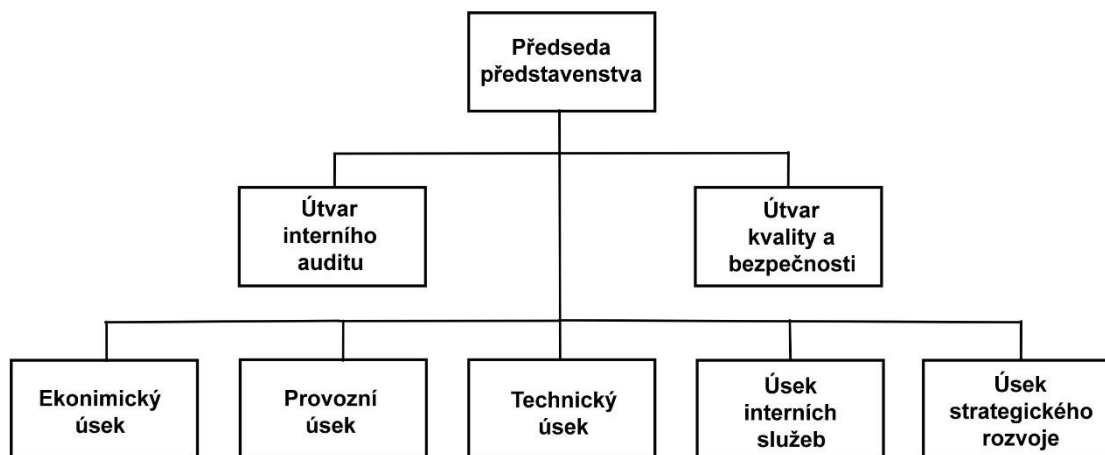 Předseda
představenstva
Útvar
interního
auditu
Útvar
kvality a
bezpečnosti
Ekonimický
úsek
Provozní
úsek
Technický
úsek
Úsek
interních
služeb
Úsek
strategického
rozvoje